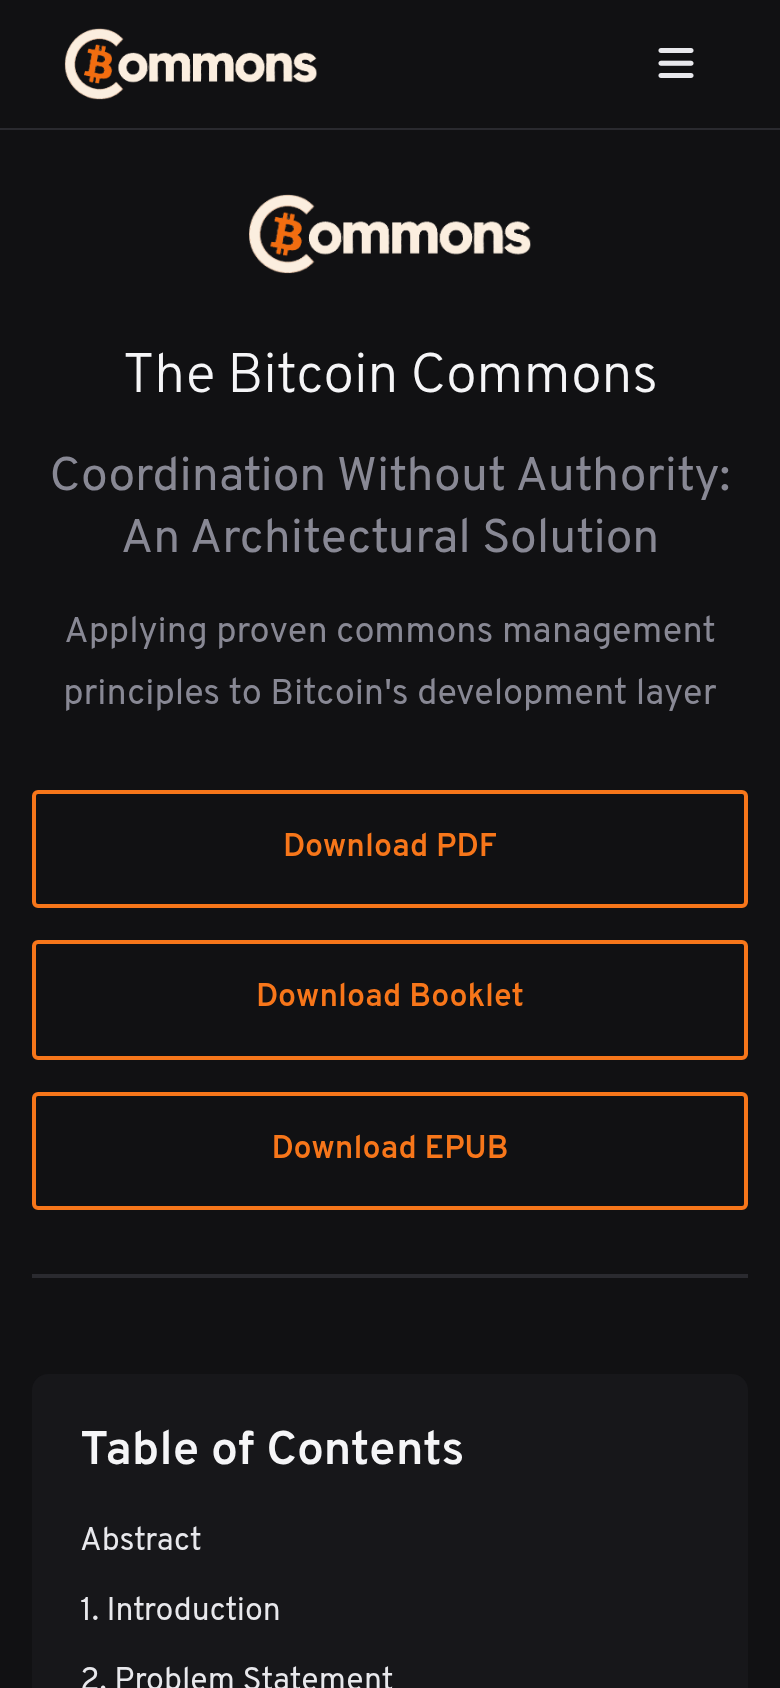 Commons
Commons
The Bitcoin Commons
Coordination Without Authority:
An Architectural Solution
Applying proven commons management
principles to Bitcoin's development layer
Download PDF
Download Booklet
Download EPUB
Table of Contents
Abstract
1. Introduction
2. Problem Statement